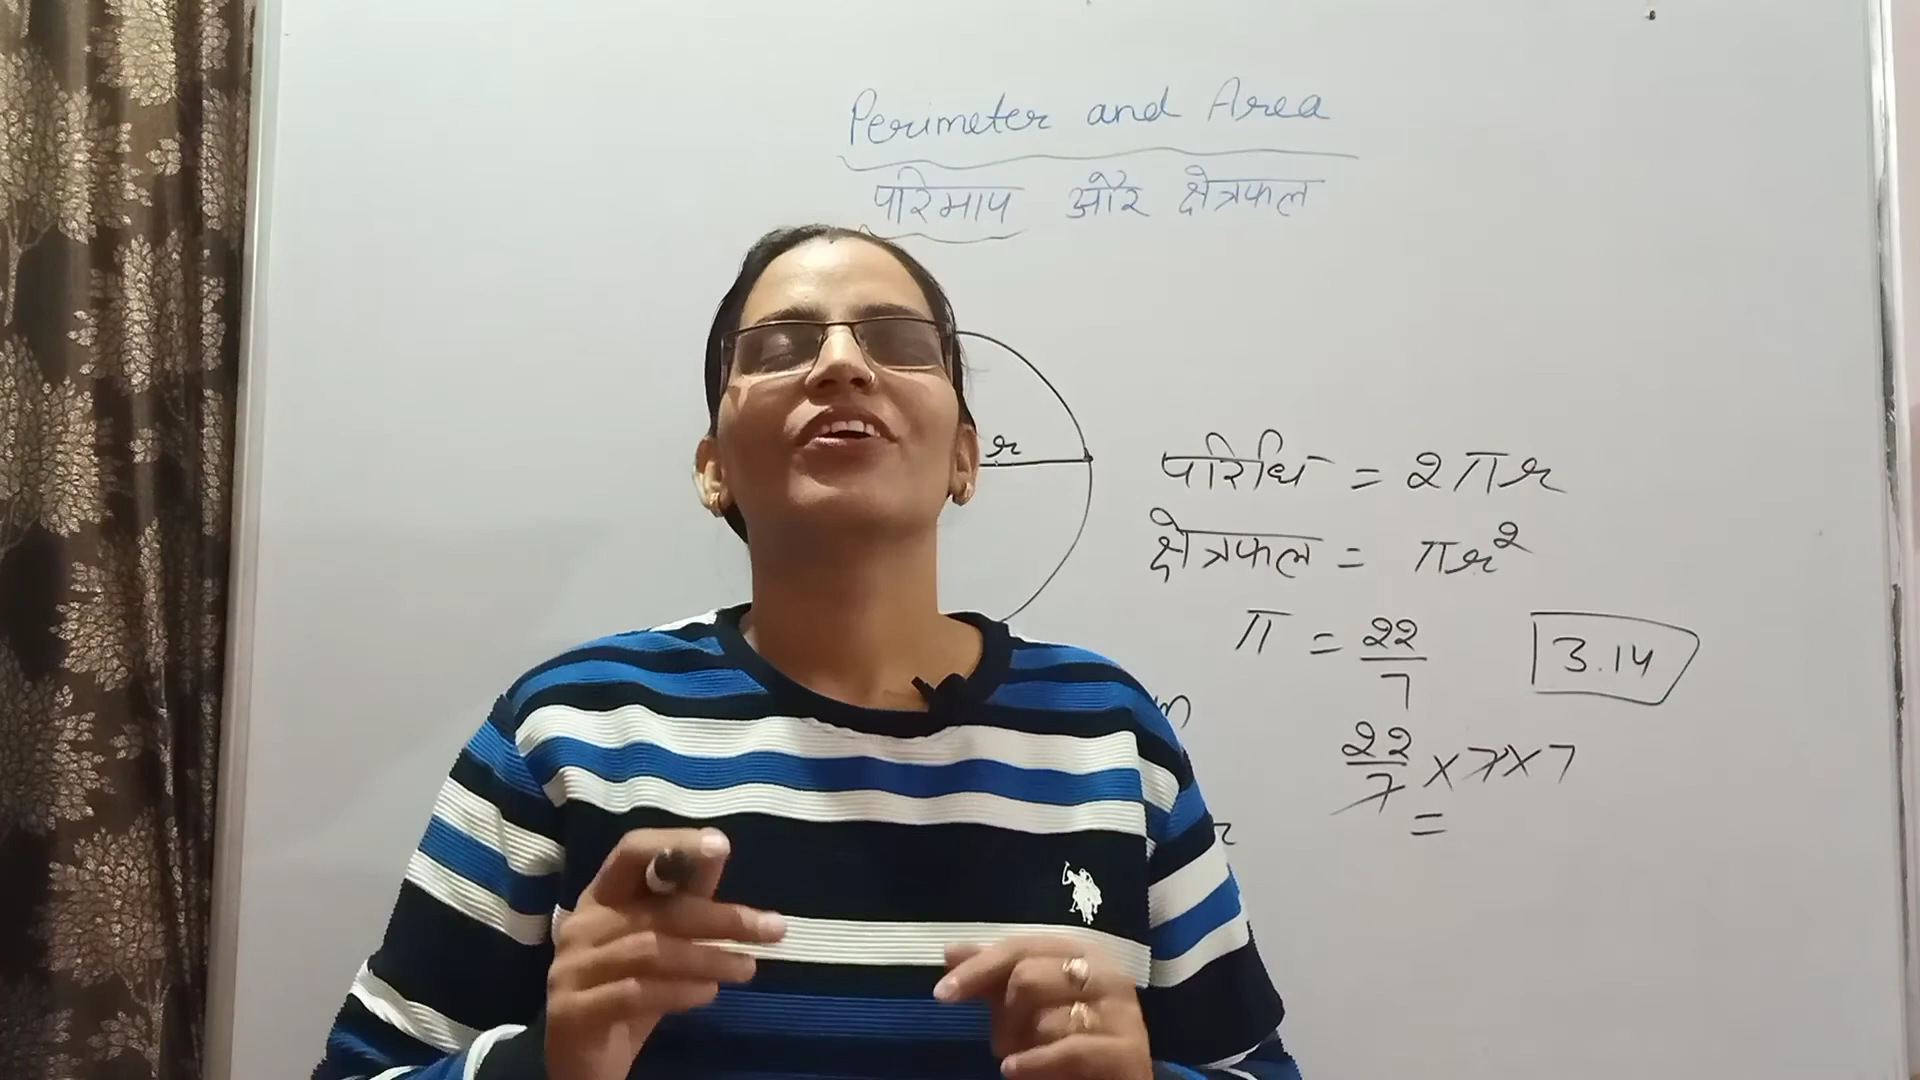 Perimeter and Area
परिमाप और क्षेत्रफल
r
परिधि = 2πr
क्षेत्रफल = πr²
π = 22/7
3.14
22/7 × 7 × 7
=